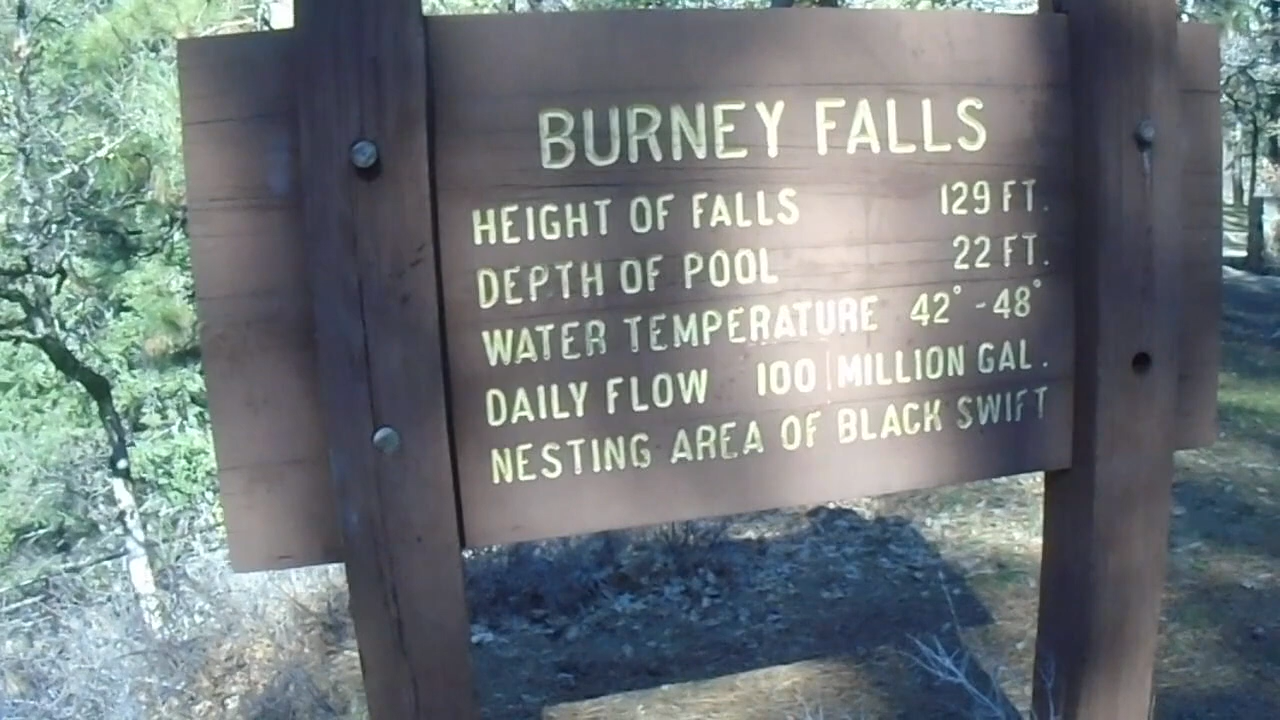 BURNEY FALLS
HEIGHT OF FALLS 129 FT.
DEPTH OF POOL 22 FT.
WATER TEMPERATURE 42° - 48°
DAILY FLOW 100 MILLION GAL.
NESTING AREA OF BLACK SWIFT